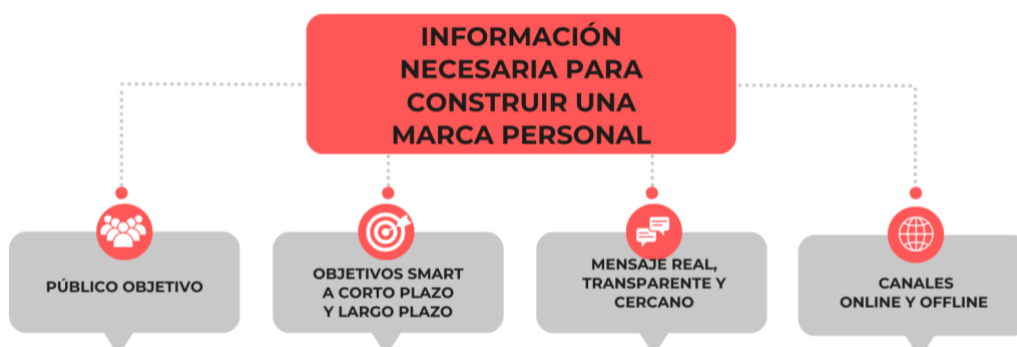 INFORMACIÓN
NECESARIA PARA
CONSTRUIR UNA
MARCA PERSONAL
PÚBLICO OBJETIVO
OBJETIVOS SMART
A CORTO PLAZO
Y LARGO PLAZO
MENSAJE REAL,
TRANSPARENTE Y
CERCANO
CANALES
ONLINE Y OFFLINE